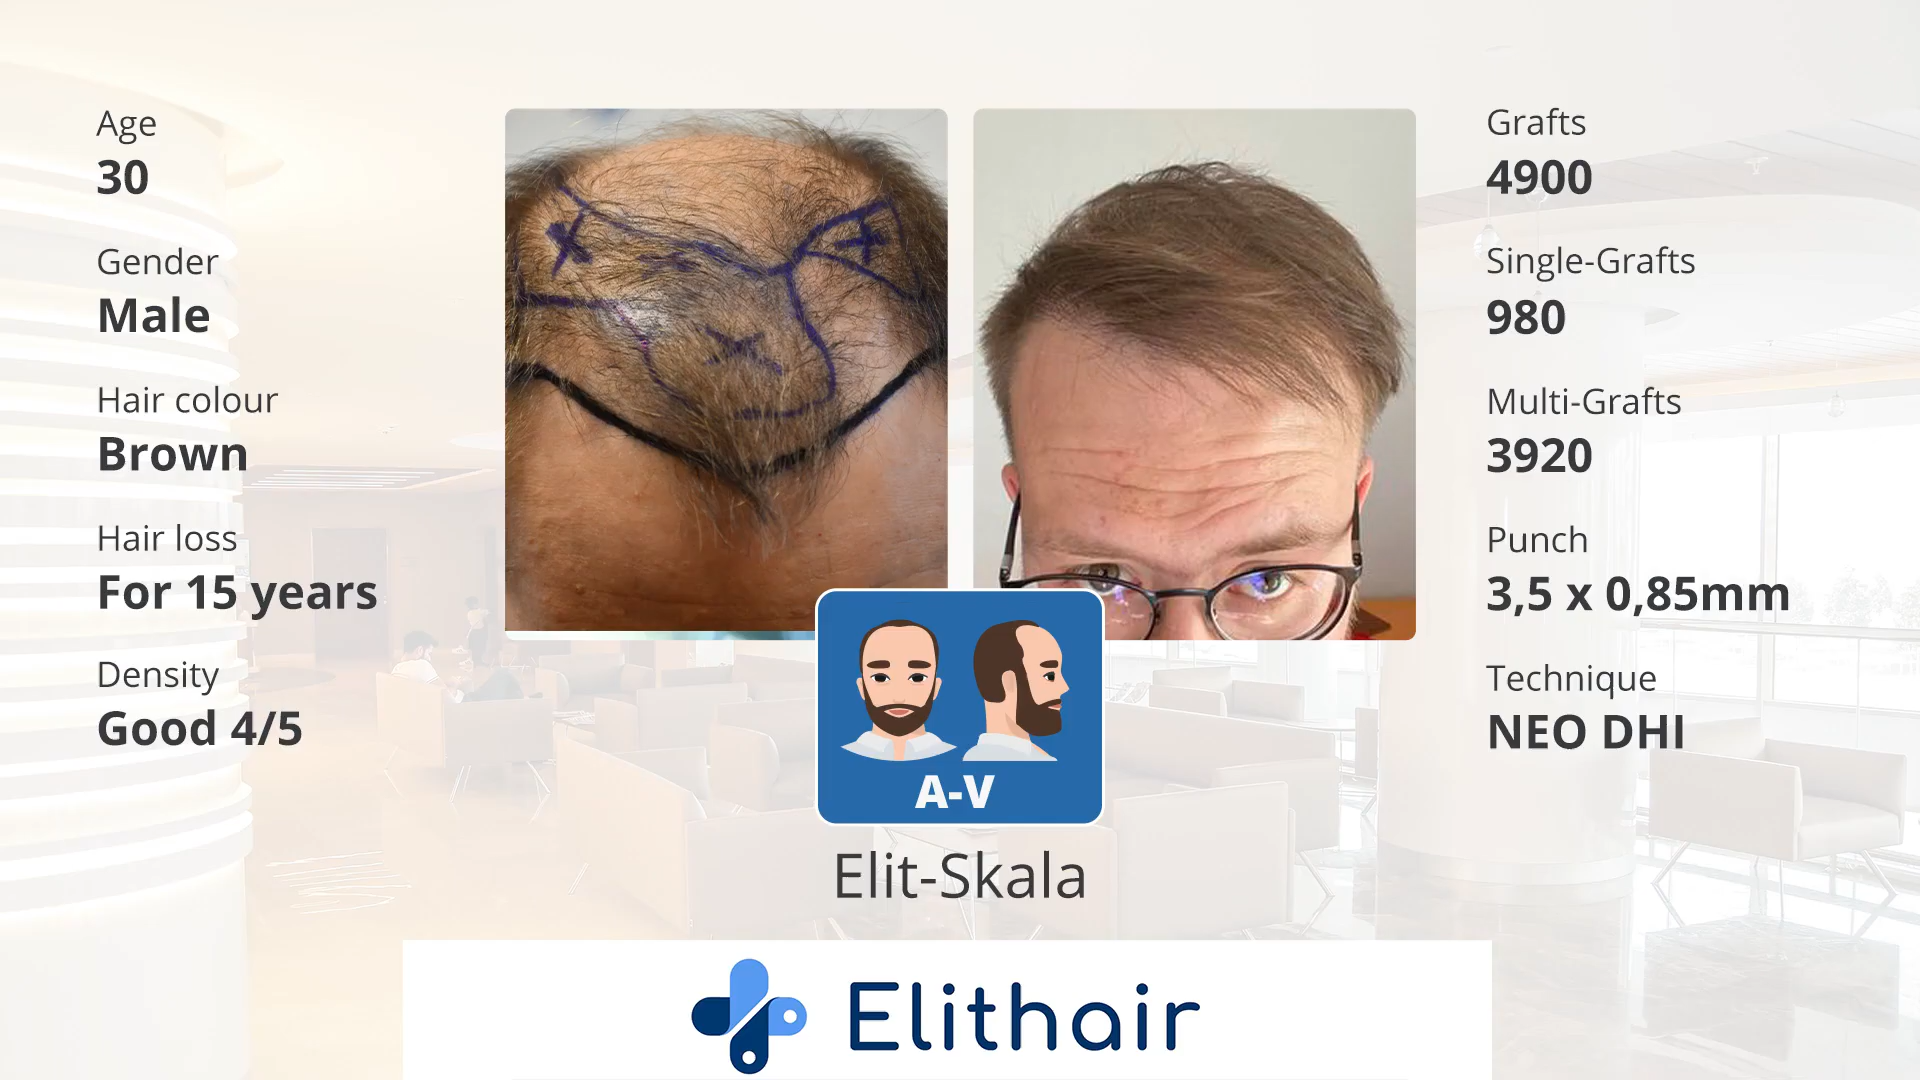 Age
30
Gender
Male
Hair colour
Brown
Hair loss
For 15 years
Density
Good 4/5
Grafts
4900
Single-Grafts
980
Multi-Grafts
3920
Punch
3,5 x 0,85mm
Technique
NEO DHI
A-V
Elit-Skala
Elithair